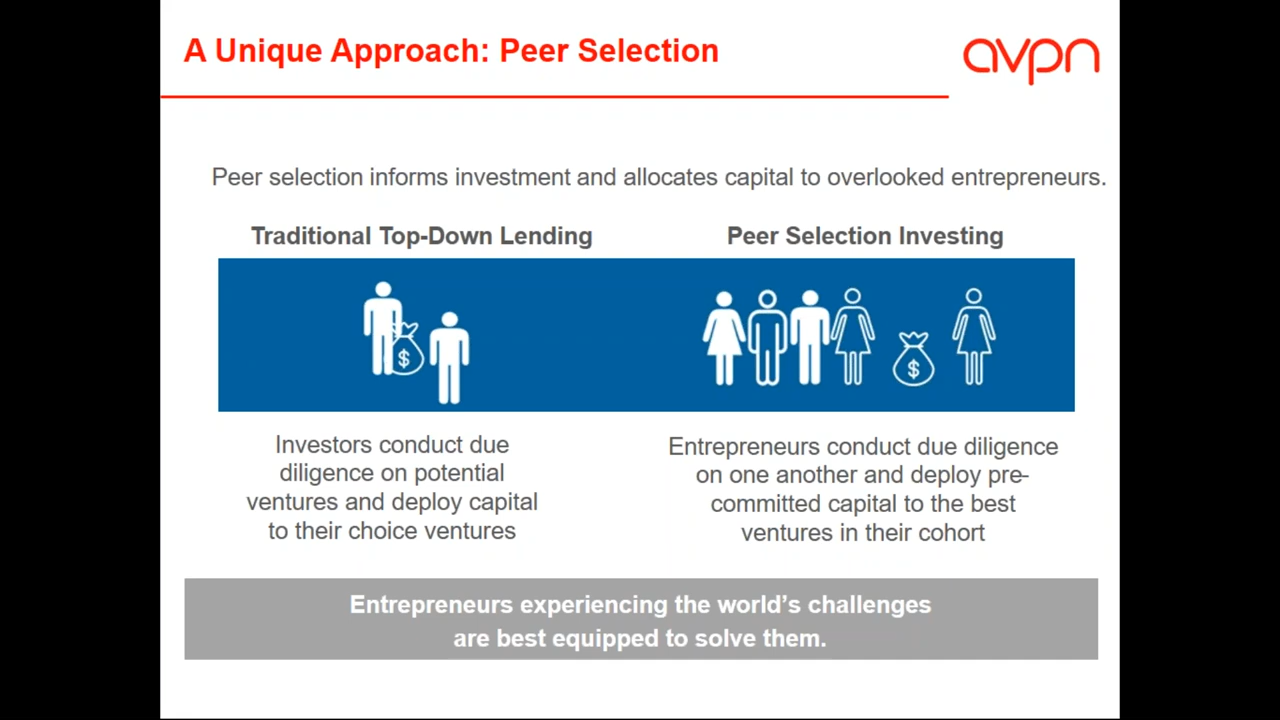 A Unique Approach: Peer Selection
avpn
Peer selection informs investment and allocates capital to overlooked entrepreneurs.
Traditional Top-Down Lending
Peer Selection Investing
$
$
Investors conduct due
diligence on potential
ventures and deploy capital
to their choice ventures
Entrepreneurs conduct due diligence
on one another and deploy pre-
committed capital to the best
ventures in their cohort
Entrepreneurs experiencing the world’s challenges
are best equipped to solve them.